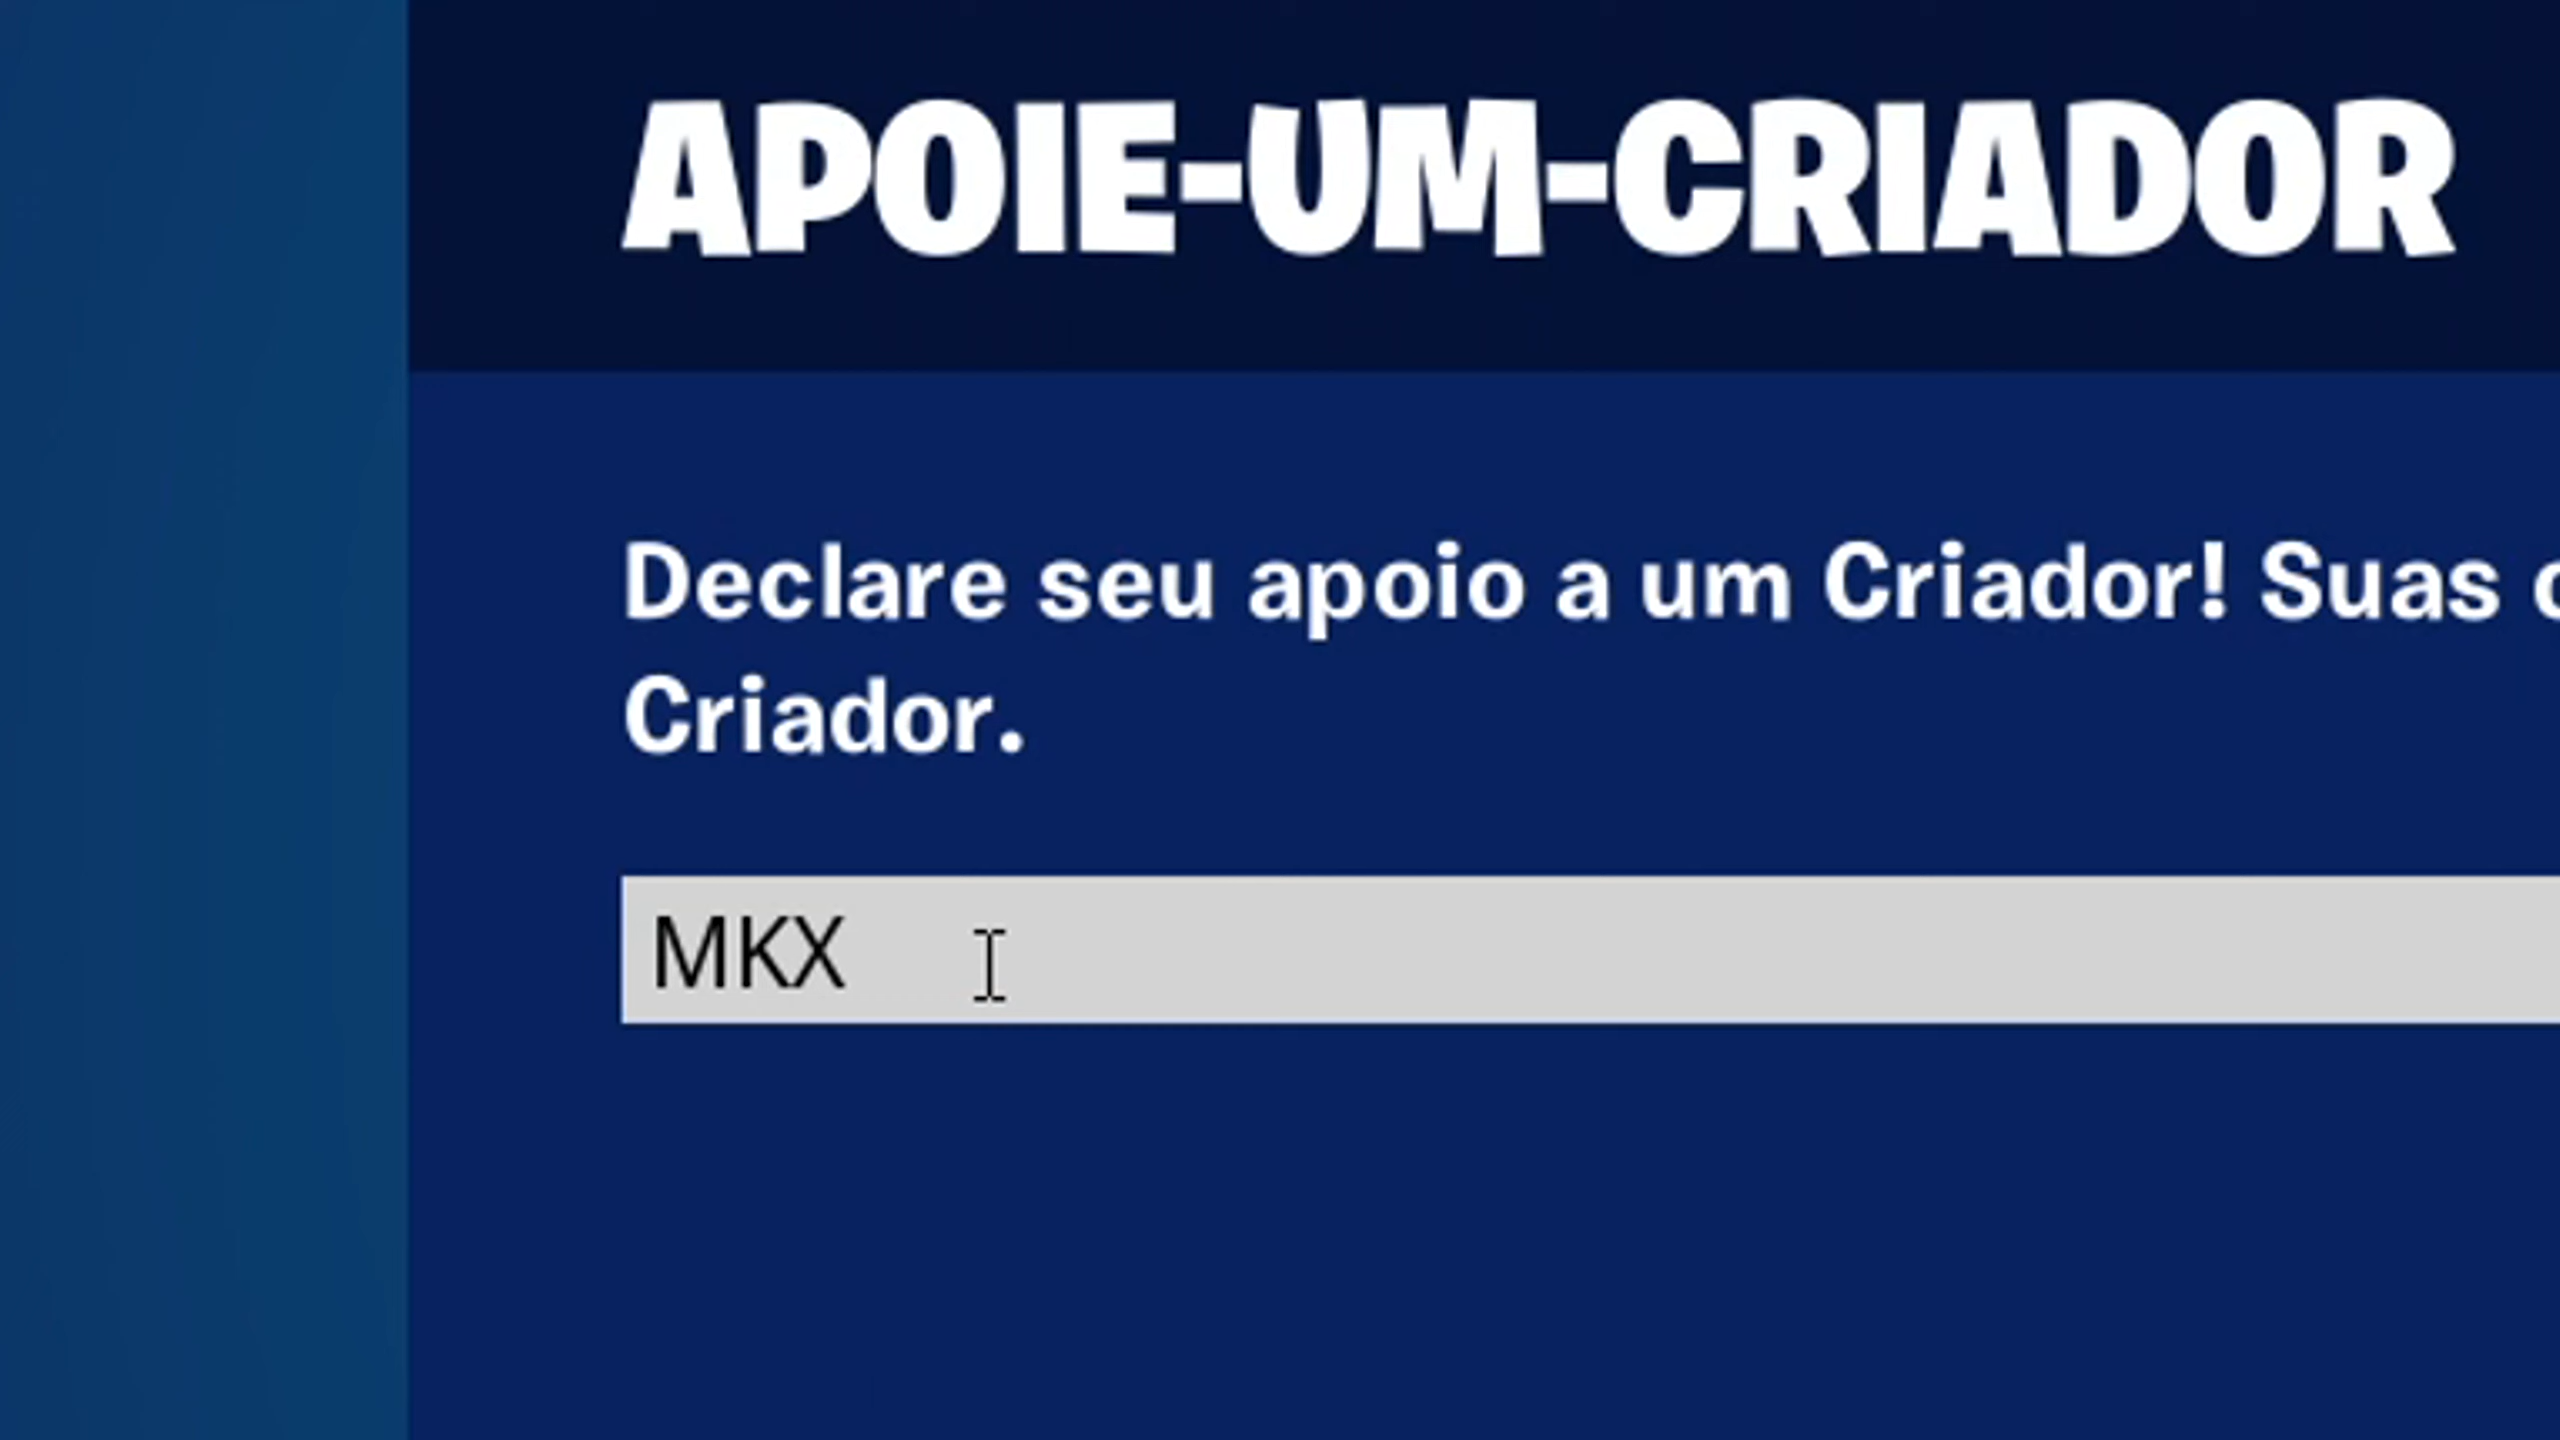 APOIE-UM-CRIADOR
Declare seu apoio a um Criador! Suas
Criador.
MKX